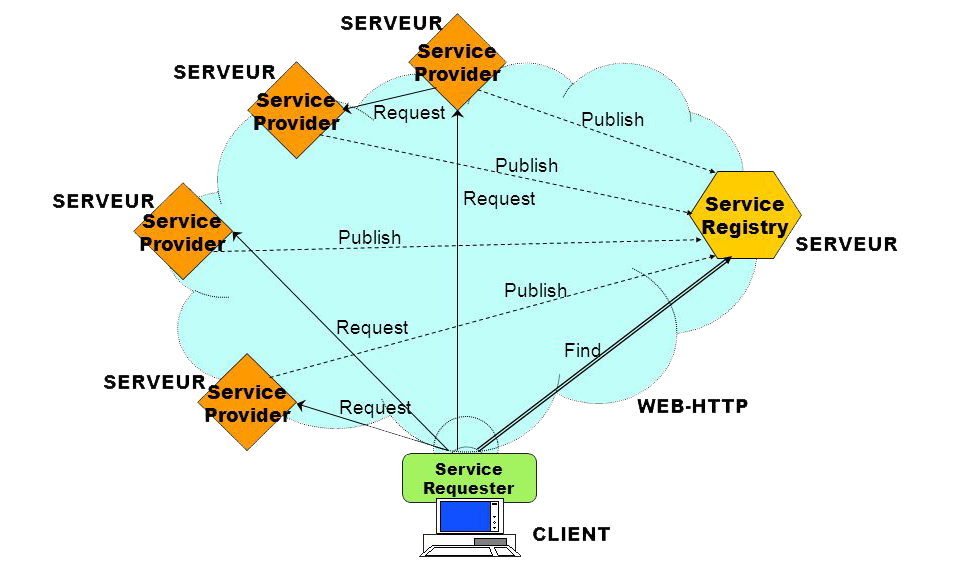 SERVEUR
Service
Provider
SERVEUR
Service
Provider
Request
Publish
Publish
Request
SERVEUR
Service
Provider
Service
Registry
SERVEUR
Publish
Publish
Request
Find
SERVEUR
Service
Provider
Request
WEB-HTTP
Service
Requester
CLIENT